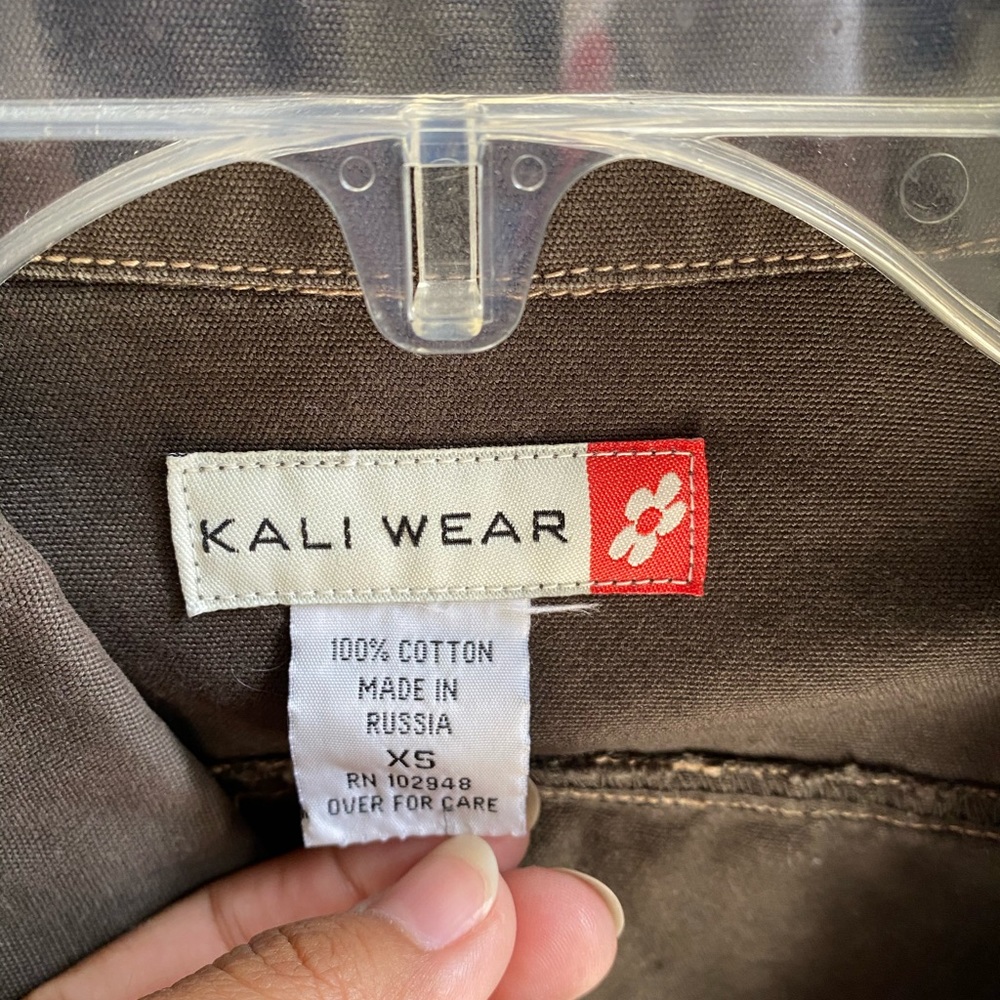 KALI WEAR
100% COTTON
MADE IN
RUSSIA
XS
RN 102948
OVER FOR CARE